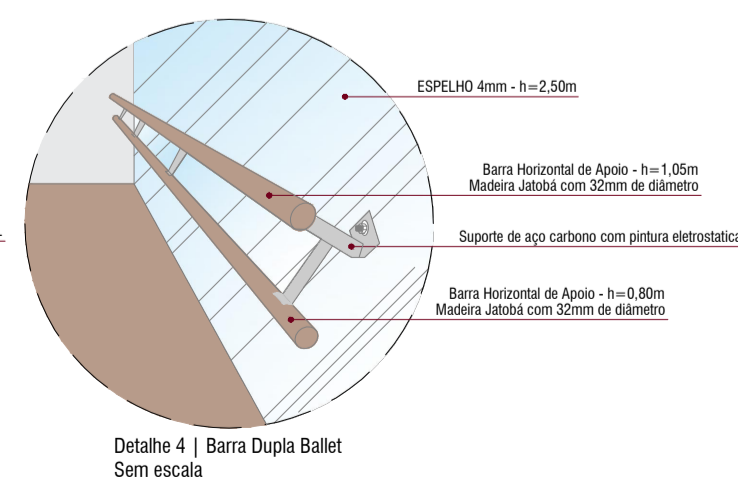 ESPELHO 4mm - h=2,50m
Barra Horizontal de Apoio - h=1,05m
Madeira Jatobá com 32mm de diâmetro
Suporte de aço carbono com pintura eletrostatica
Barra Horizontal de Apoio - h=0,80m
Madeira Jatobá com 32mm de diâmetro
Detalhe 4 | Barra Dupla Ballet
Sem escala